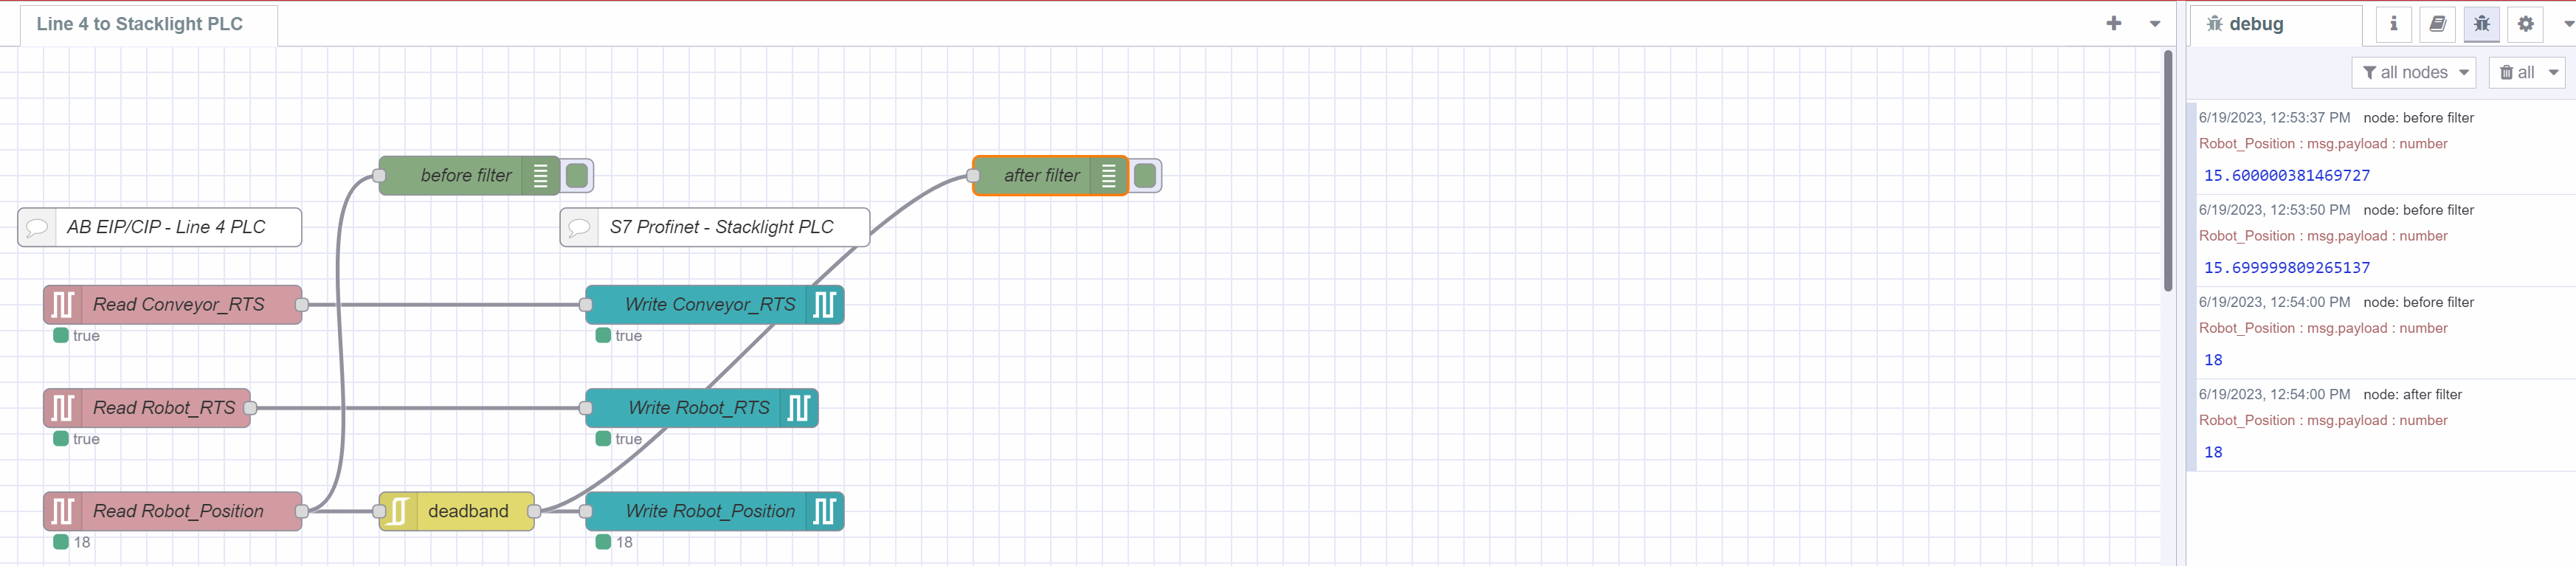 Line 4 to Stacklight PLC
debug
all nodes
all
before filter
after filter
AB EIP/CIP - Line 4 PLC
S7 Profinet - Stacklight PLC
Read Conveyor_RTS
Write Conveyor_RTS
true
true
Read Robot_RTS
Write Robot_RTS
true
true
Read Robot_Position
deadband
Write Robot_Position
18
18
6/19/2023, 12:53:37 PM node: before filter
Robot_Position : msg.payload : number
15.600000381469727
6/19/2023, 12:53:50 PM node: before filter
Robot_Position : msg.payload : number
15.699999809265137
6/19/2023, 12:54:00 PM node: before filter
Robot_Position : msg.payload : number
18
6/19/2023, 12:54:00 PM node: after filter
Robot_Position : msg.payload : number
18